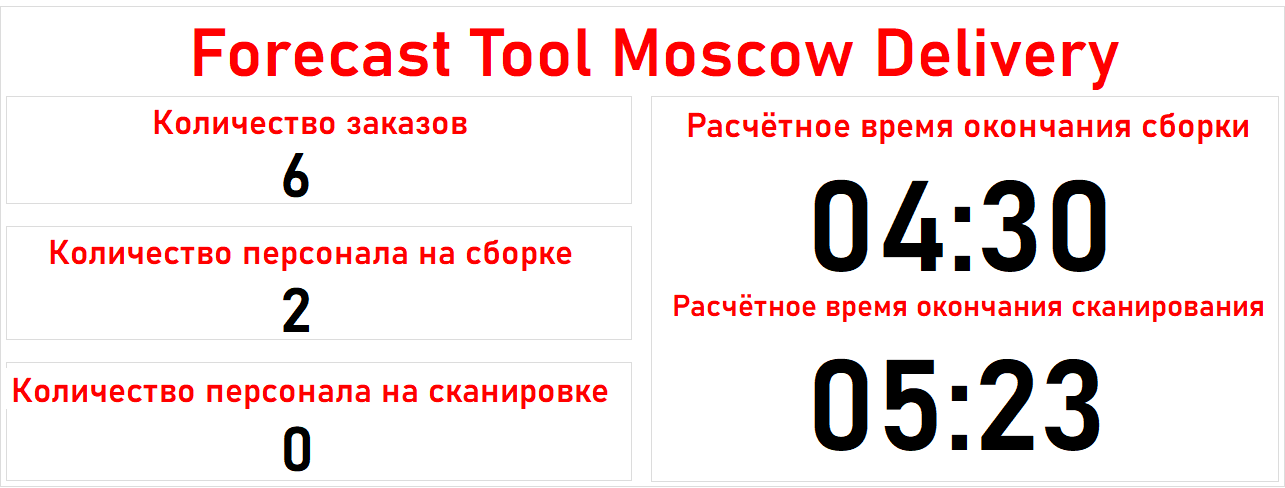 Forecast Tool Moscow Delivery
Количество заказов
6
Количество персонала на сборке
2
Количество персонала на сканировке
0
Расчётное время окончания сборки
04:30
Расчётное время окончания сканирования
05:23